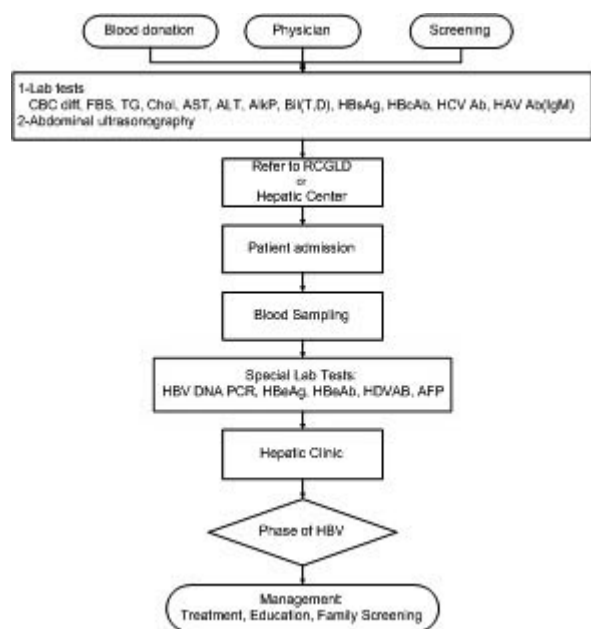 Blood donation
Physician
Screening
1-Lab tests
CBC diff, FBS, TG, Chol, AST, ALT, AlkP, Bil(T,D), HBsAg, HBcAb, HCV Ab, HAV Ab(IgM)
2-Abdominal ultrasonography
Refer to RCGLD
or
Hepatic Center
Patient admission
Blood Sampling
Special Lab Tests:
HBV DNA PCR, HBeAg, HBeAb, HDVAB, AFP
Hepatic Clinic
Phase of HBV
Management:
Treatment, Education, Family Screening